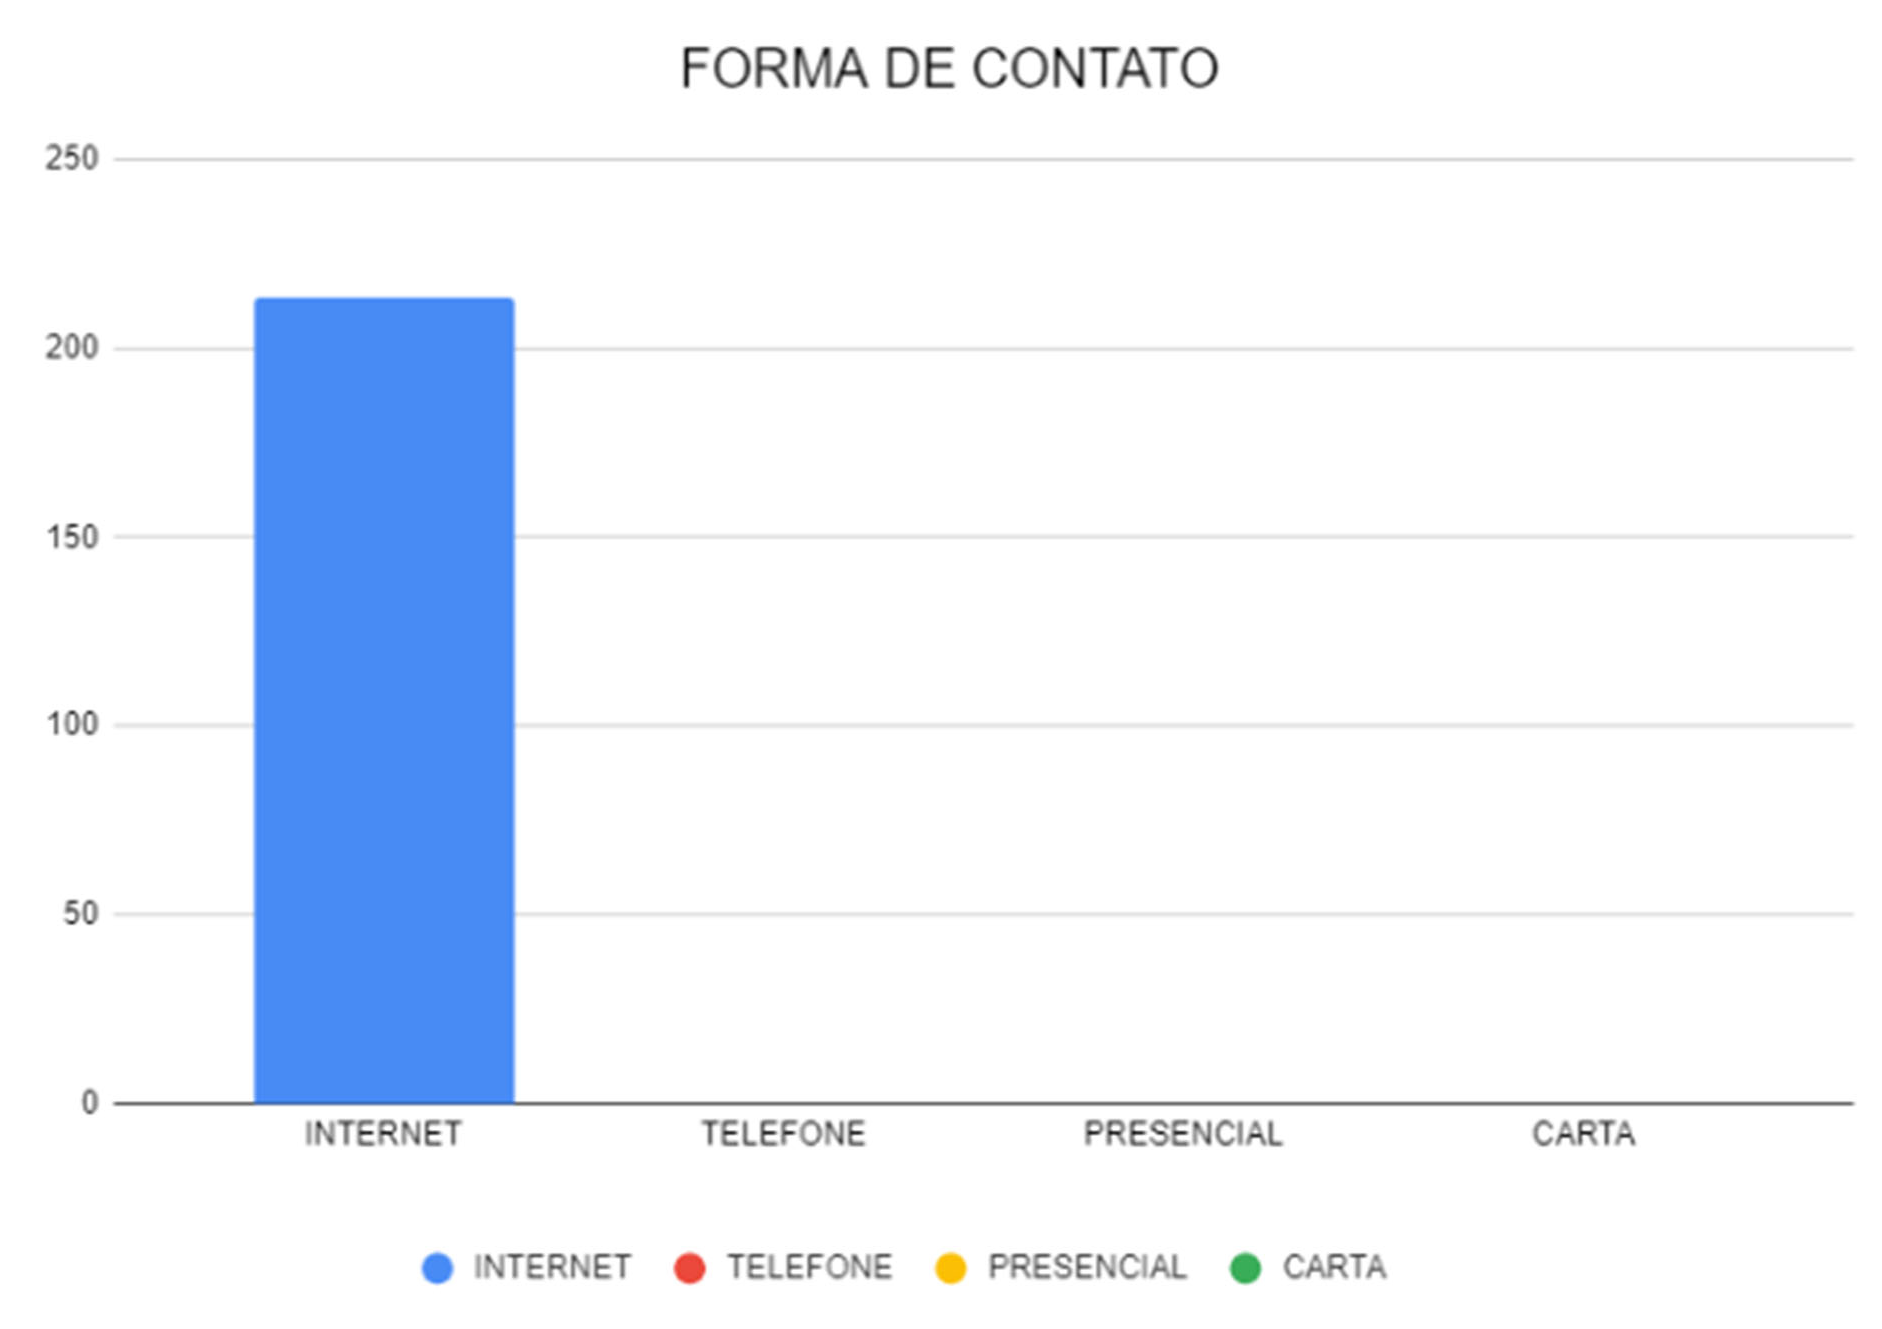 FORMA DE CONTATO
250
200
150
100
50
0
INTERNET TELEFONE PRESENCIAL CARTA
INTERNET TELEFONE PRESENCIAL CARTA